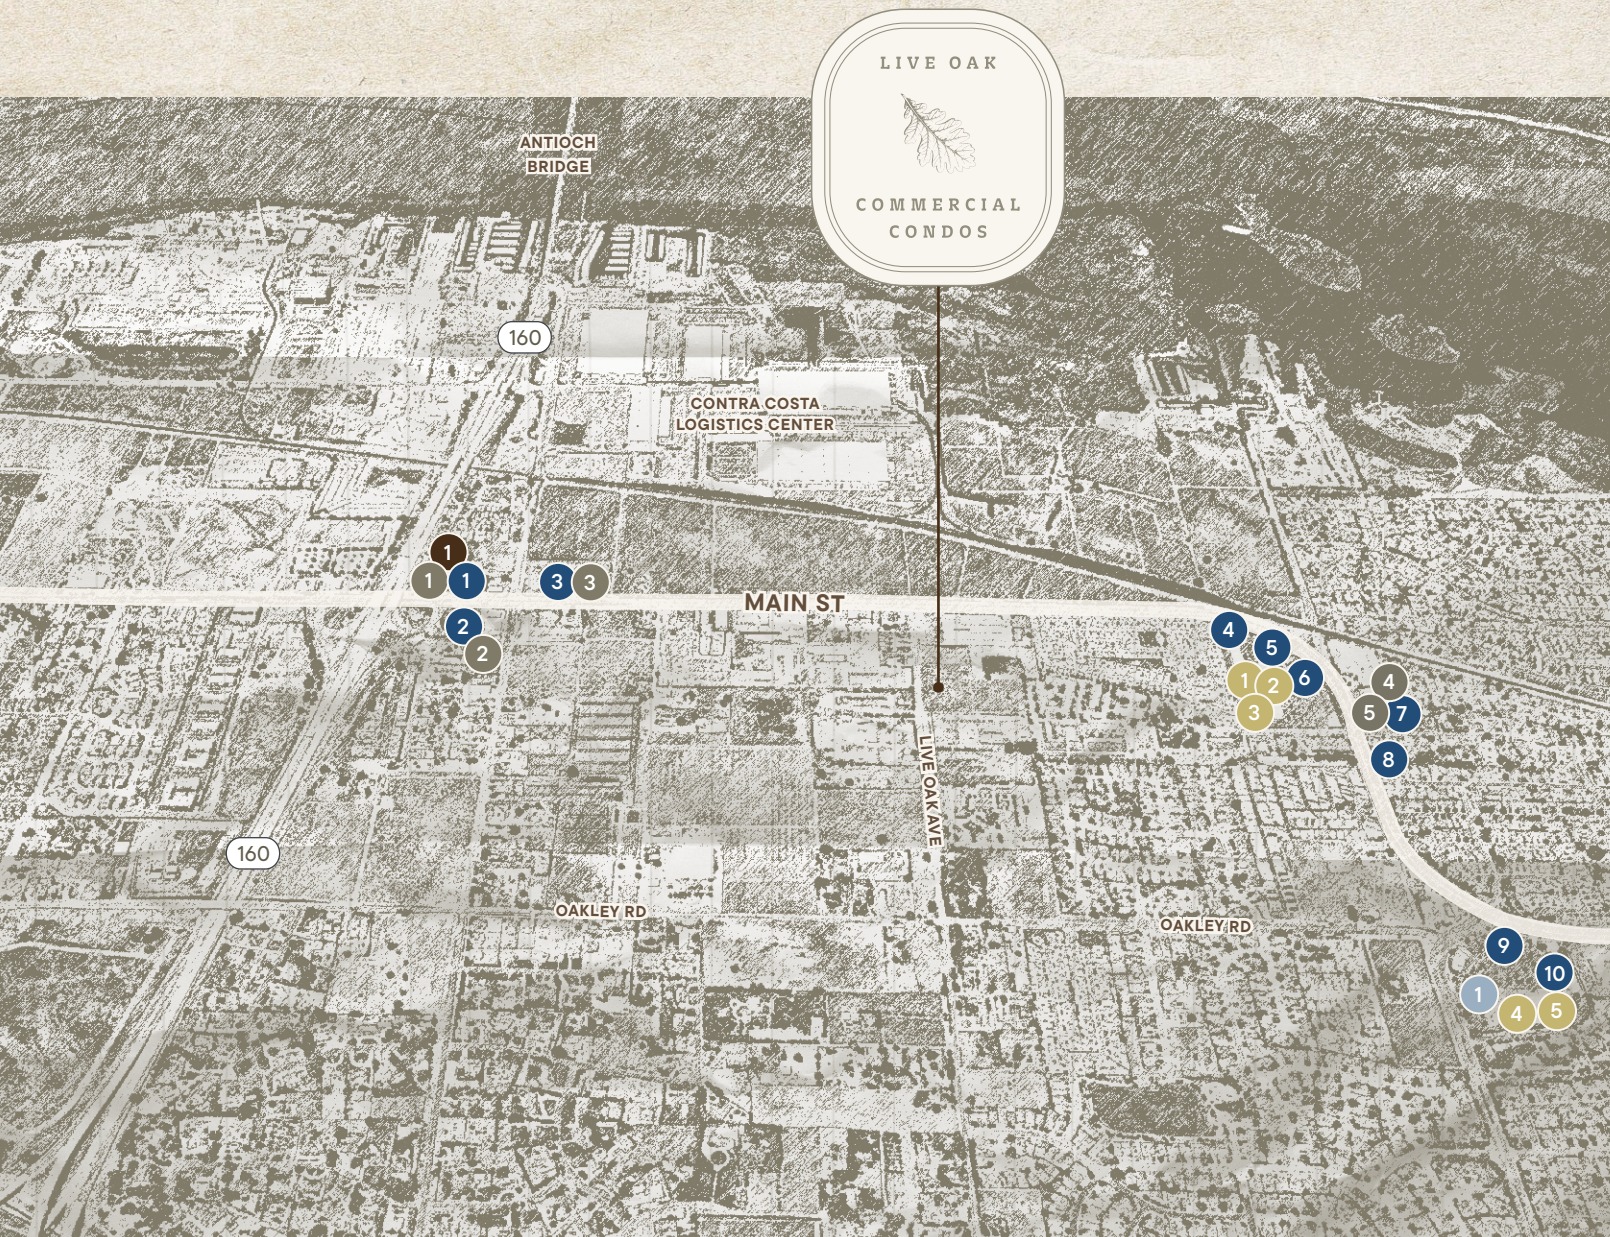 LIVE OAK
COMMERCIAL
CONDOS
ANTIOCH
BRIDGE
160
CONTRA COSTA
LOGISTICS CENTER
1
1
1
3
3
MAIN ST
2
2
4
5
6
1
2
3
4
5
7
8
LIVE OAK AVE
160
OAKLEY RD
OAKLEY RD
9
10
1
4
5